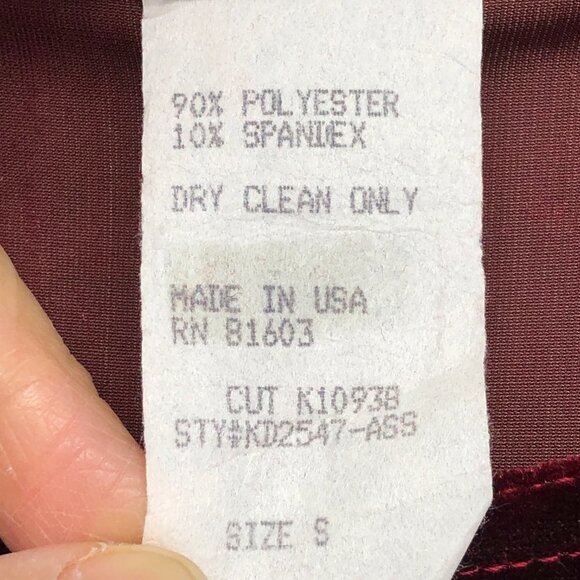 90% POLYESTER
10% SPANDEX
DRY CLEAN ONLY
MADE IN USA
RN 81603
CUT K10938
STY#KD2547-ASS
SIZE S